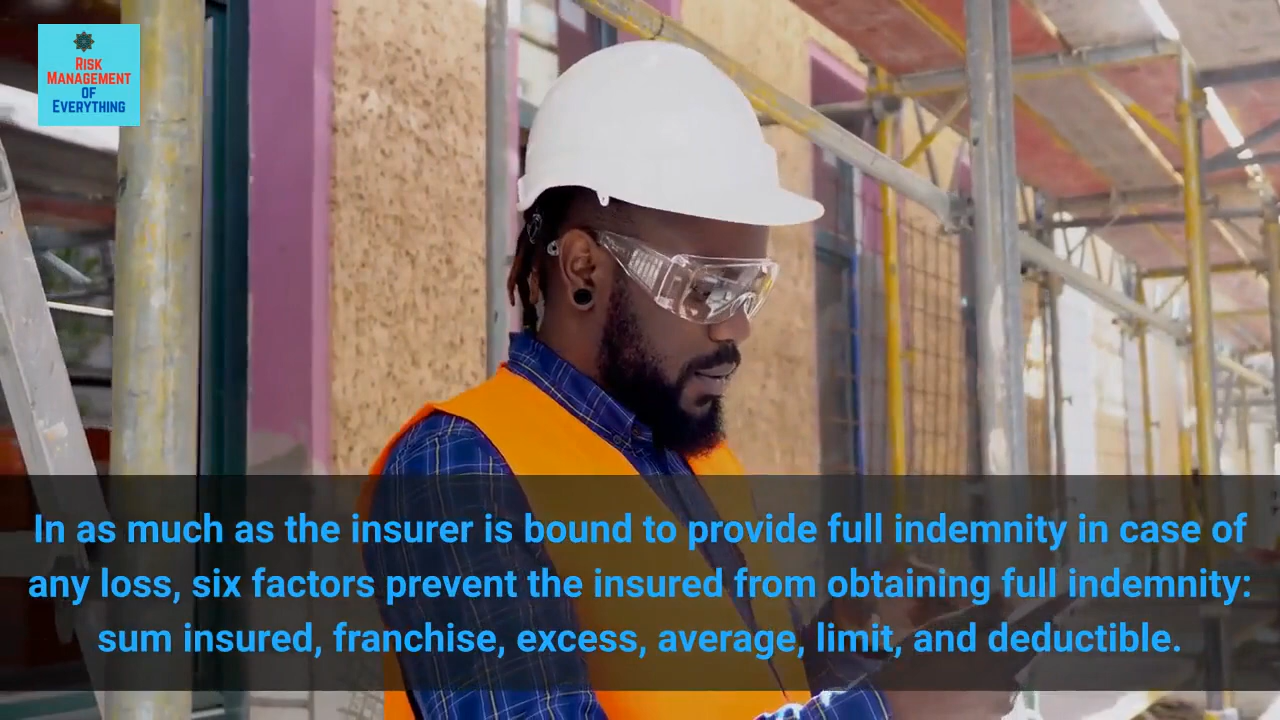 Risk
Management
of
Everything
In as much as the insurer is bound to provide full indemnity in case of
any loss, six factors prevent the insured from obtaining full indemnity:
sum insured, franchise, excess, average, limit, and deductible.